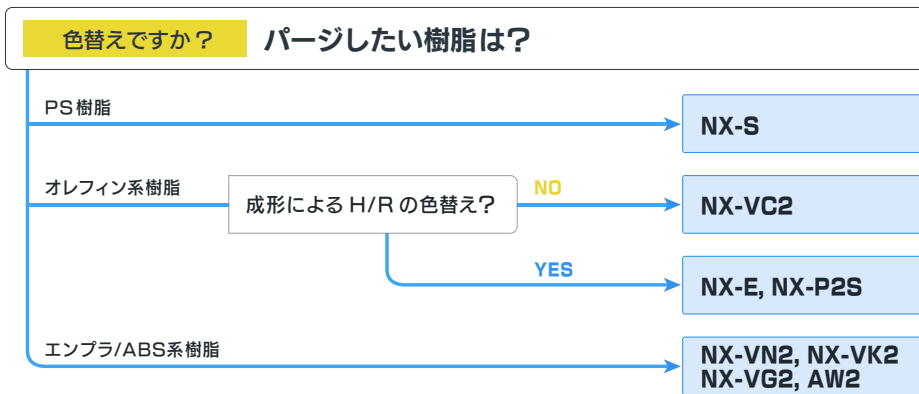 色替えですか？ パージしたい樹脂は？
PS樹脂
NX-S
オレフィン系樹脂
成形によるH/Rの色替え？
NO
NX-VC2
YES
NX-E, NX-P2S
エンプラ/ABS系樹脂
NX-VN2, NX-VK2
NX-VG2, AW2